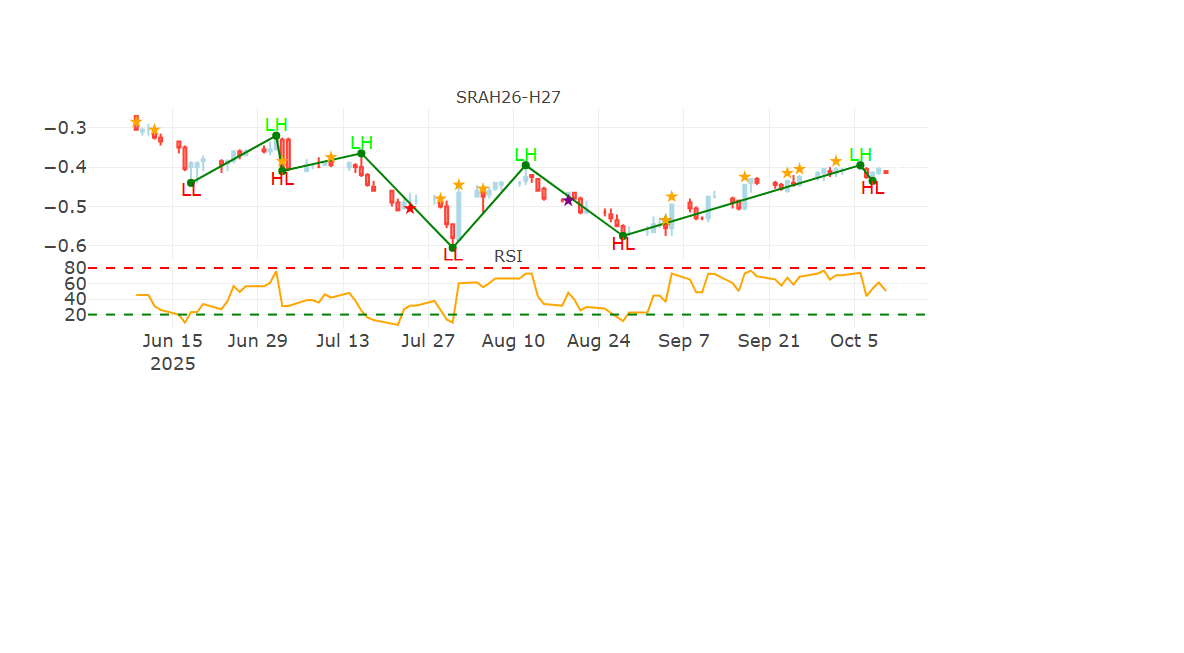 SRAH26-H27
−0.3
−0.4
−0.5
−0.6
LL
LH
HL
LH
LL
LH
HL
LH
HL
RSI
80
60
40
20
Jun 15
2025
Jun 29
Jul 13
Jul 27
Aug 10
Aug 24
Sep 7
Sep 21
Oct 5